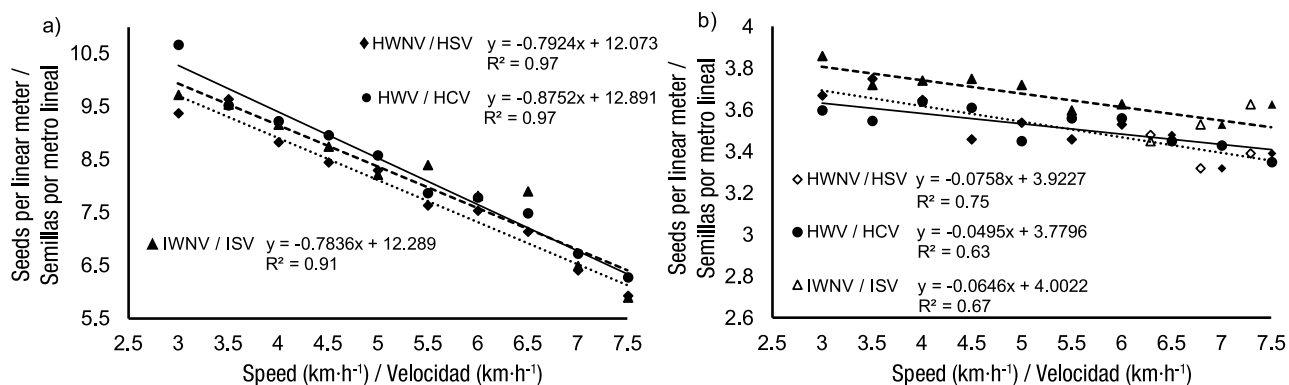 a)
Seeds per linear meter /
Semillas por metro lineal
10.5
9.5
8.5
7.5
6.5
5.5
HWNV / HSV y = -0.7924x + 12.073
R² = 0.97
HWV / HCV y = -0.8752x + 12.891
R² = 0.97
IWNV / ISV y = -0.7836x + 12.289
R² = 0.91
2.5 3 3.5 4 4.5 5 5.5 6 6.5 7 7.5
Speed (km·h⁻¹) / Velocidad (km·h⁻¹)
b)
Seeds per linear meter /
Semillas por metro lineal
4
3.8
3.6
3.4
3.2
3
2.8
2.6
HWNV / HSV y = -0.0758x + 3.9227
R² = 0.75
HWV / HCV y = -0.0495x + 3.7796
R² = 0.63
IWNV / ISV y = -0.0646x + 4.0022
R² = 0.67
2.5 3 3.5 4 4.5 5 5.5 6 6.5 7 7.5
Speed (km·h⁻¹) / Velocidad (km·h⁻¹)